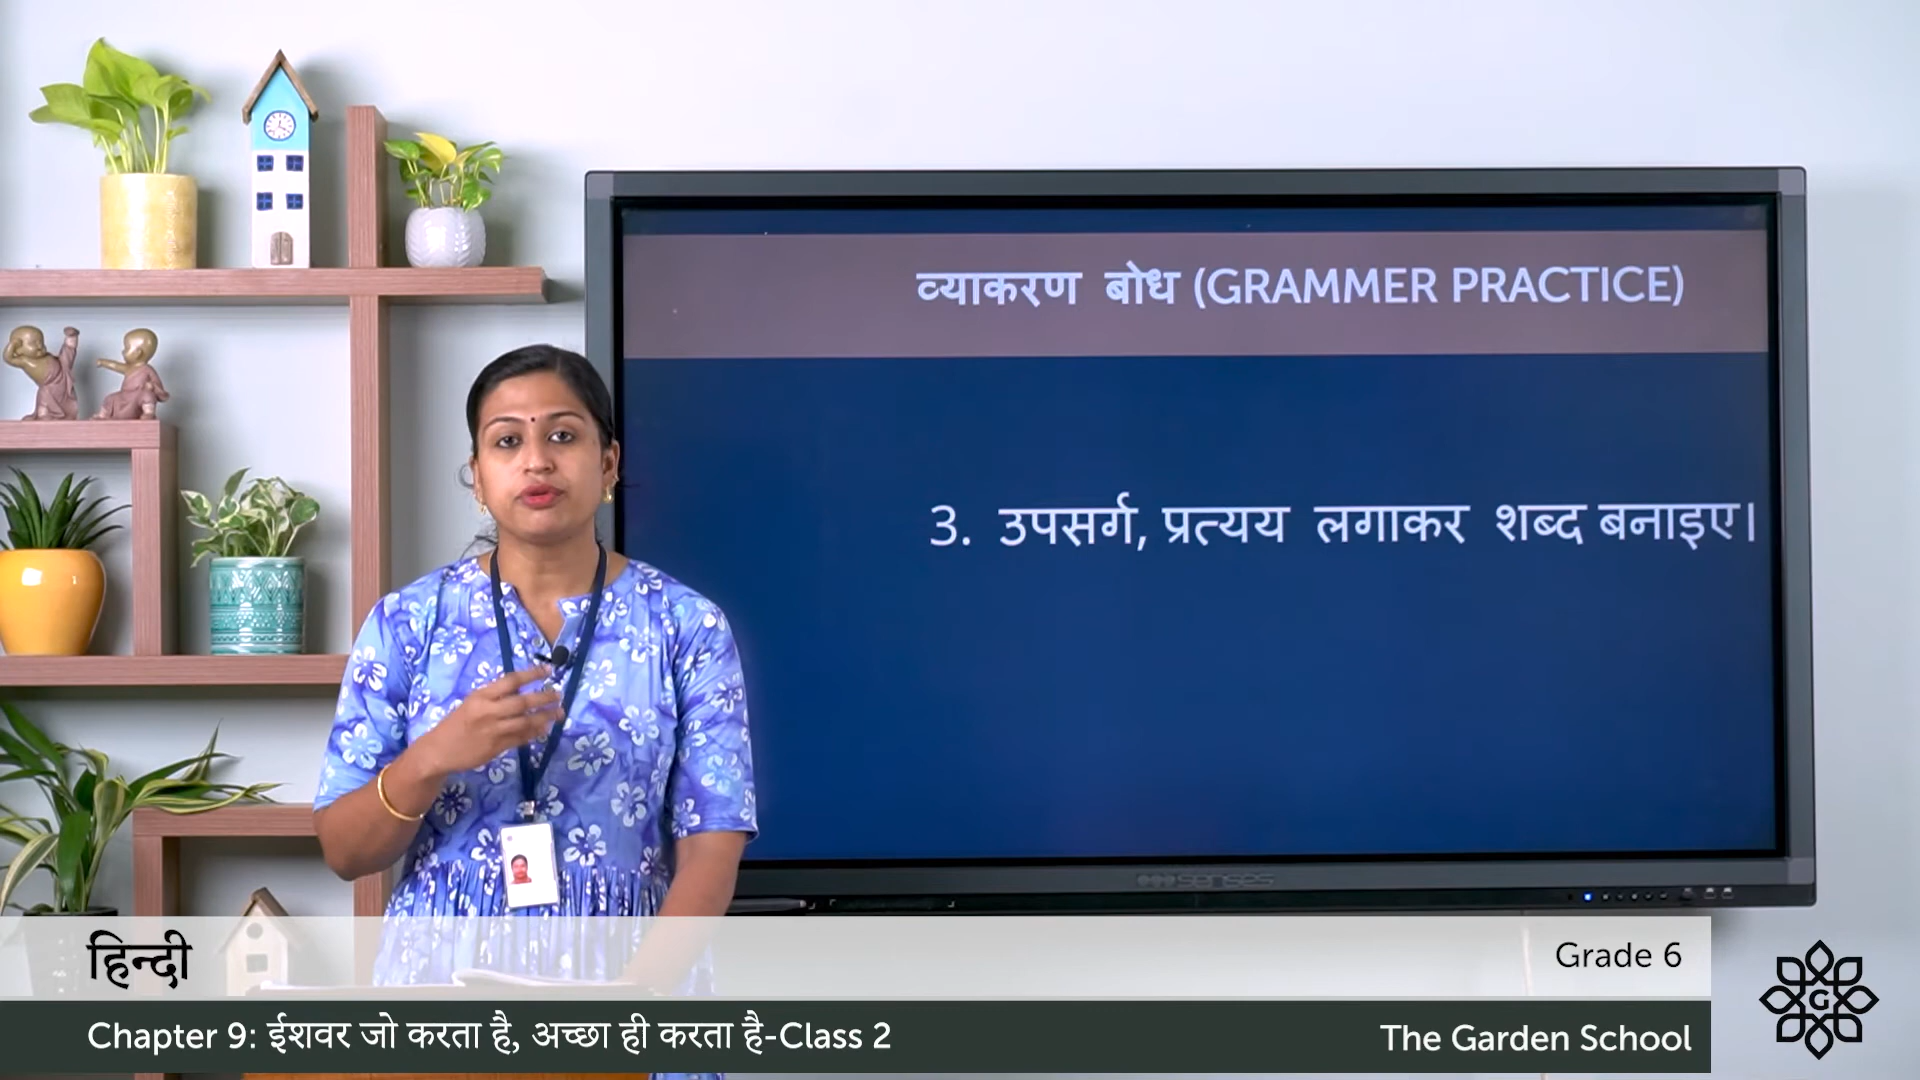 व्याकरण बोध (GRAMMER PRACTICE)
3. उपसर्ग, प्रत्यय लगाकर शब्द बनाइए।
senses
हिन्दी
Grade 6
Chapter 9: ईशवर जो करता है, अच्छा ही करता है-Class 2
The Garden School
G